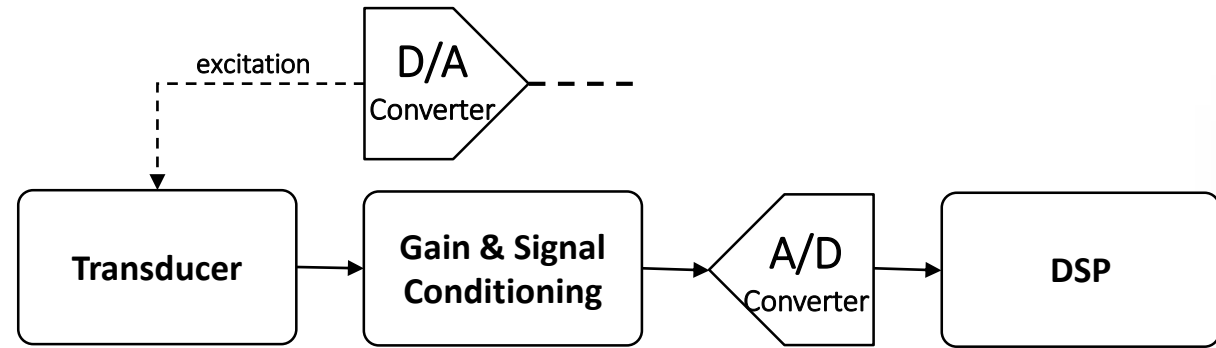 excitation
D/A
Converter
Transducer
Gain & Signal
Conditioning
A/D
Converter
DSP